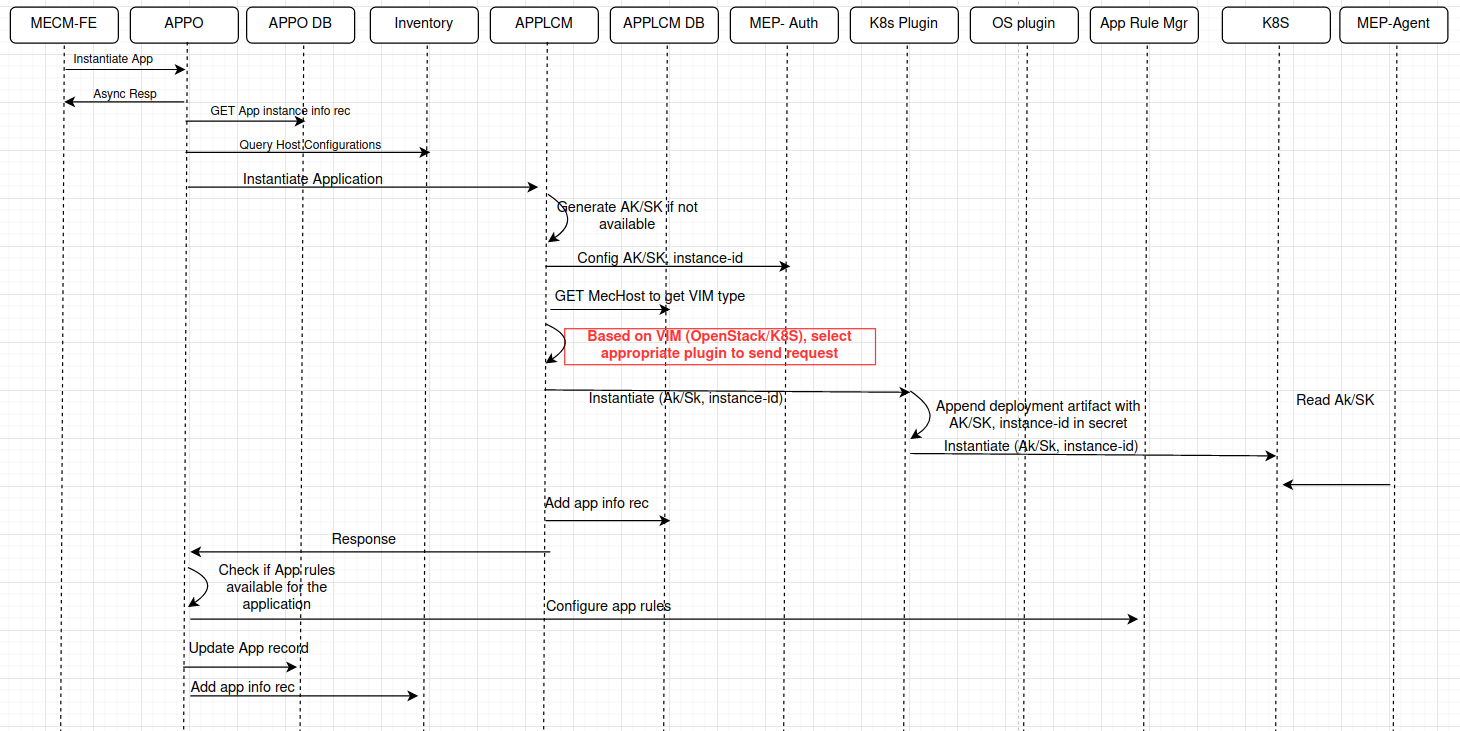 MECM-FE
APPO
APPO DB
Inventory
APPLCM
APPLCM DB
MEP- Auth
K8s Plugin
OS plugin
App Rule Mgr
K8S
MEP-Agent
Instantiate App
Async Resp
GET App instance info rec
Query Host Configurations
Instantiate Application
Generate AK/SK if not
available
Config AK/SK, instance-id
GET MecHost to get VIM type
Based on VIM (OpenStack/K8S), select
appropriate plugin to send request
Instantiate (Ak/Sk, instance-id)
Append deployment artifact with
AK/SK, instance-id in secret
Read Ak/SK
Instantiate (Ak/Sk, instance-id)
Add app info rec
Response
Check if App rules
available for the
application
Configure app rules
Update App record
Add app info rec